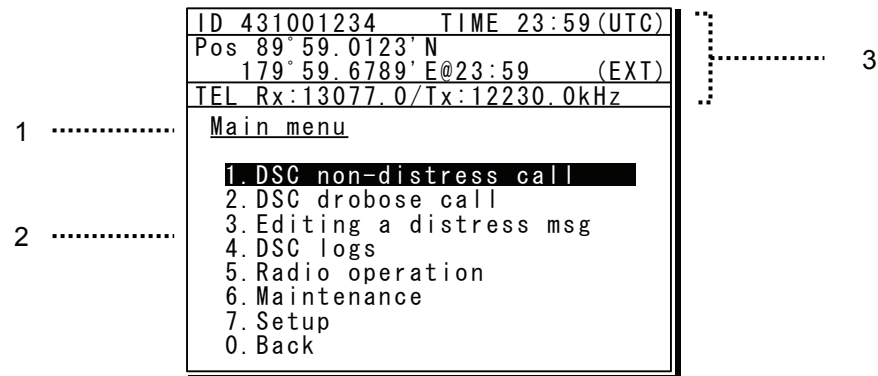 ID 431001234 TIME 23:59(UTC)
Pos 89°59.0123'N
179°59.6789'E@23:59 (EXT)
TEL Rx:13077.0/Tx:12230.0kHz
3
1
Main menu
1.DSC non-distress call
2.DSC drobose call
3.Editing a distress msg
2
4.DSC logs
5.Radio operation
6.Maintenance
7.Setup
0.Back